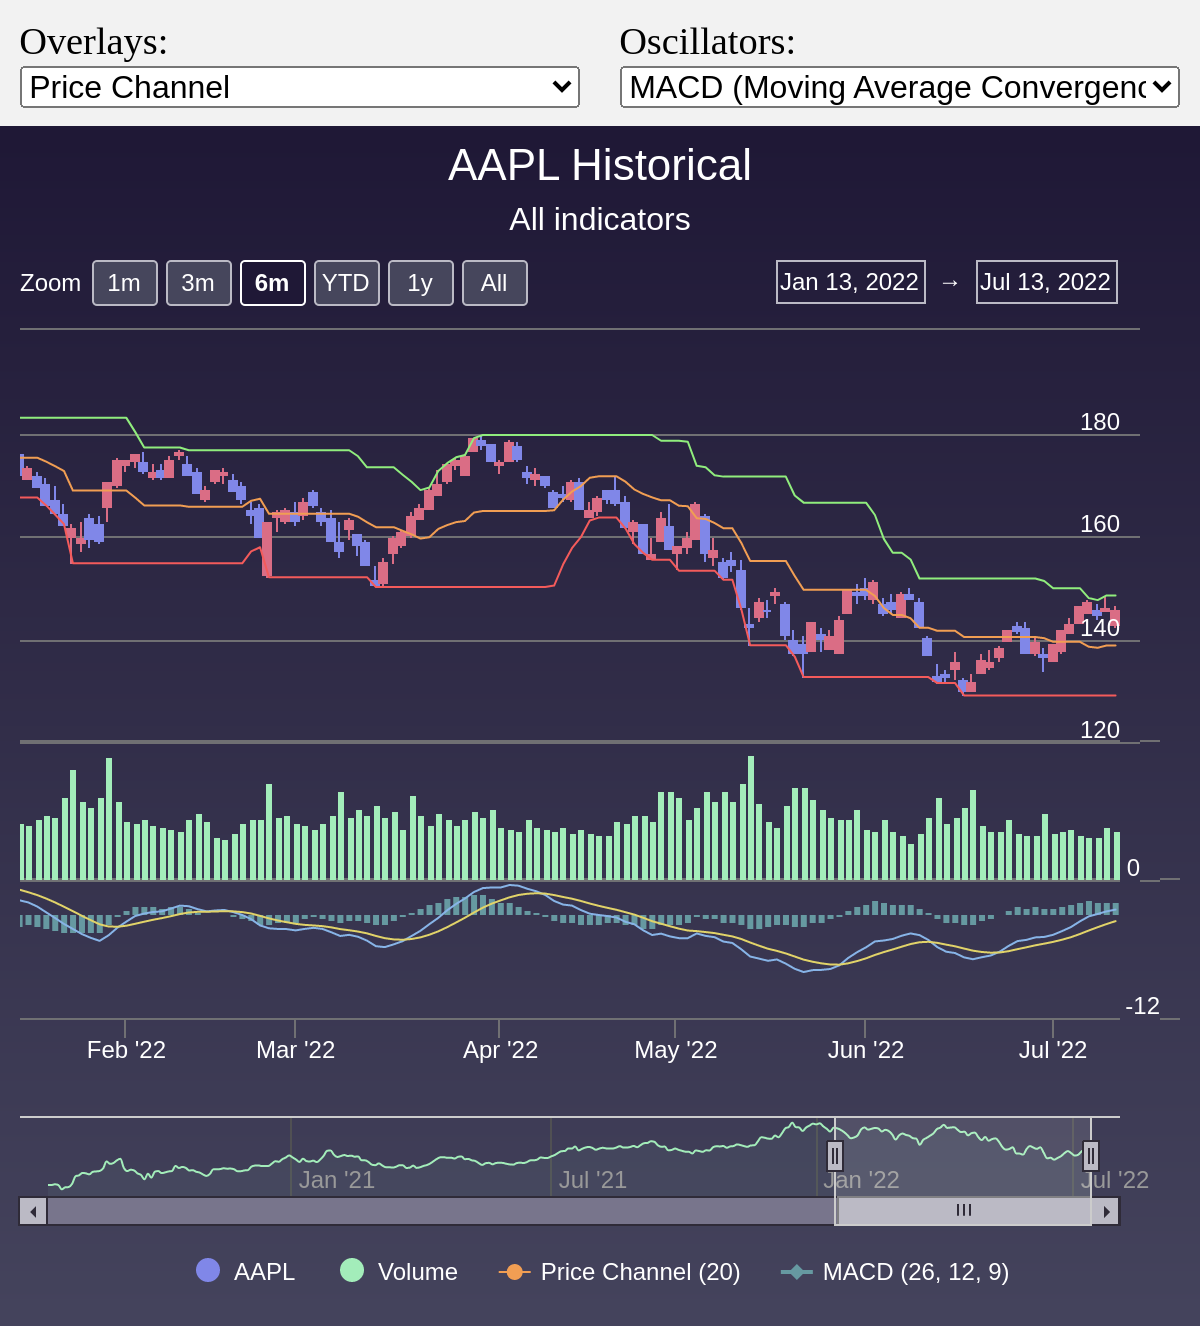 Overlays:
Oscillators:
Price Channel
MACD (Moving Average Convergenc
AAPL Historical
All indicators
Zoom 1m 3m 6m YTD 1y All
Jan 13, 2022 → Jul 13, 2022
180
160
140
120
0
-12
Feb '22 Mar '22 Apr '22 May '22 Jun '22 Jul '22
Jan '21 Jul '21 Jan '22 Jul '22
AAPL Volume Price Channel (20) MACD (26, 12, 9)